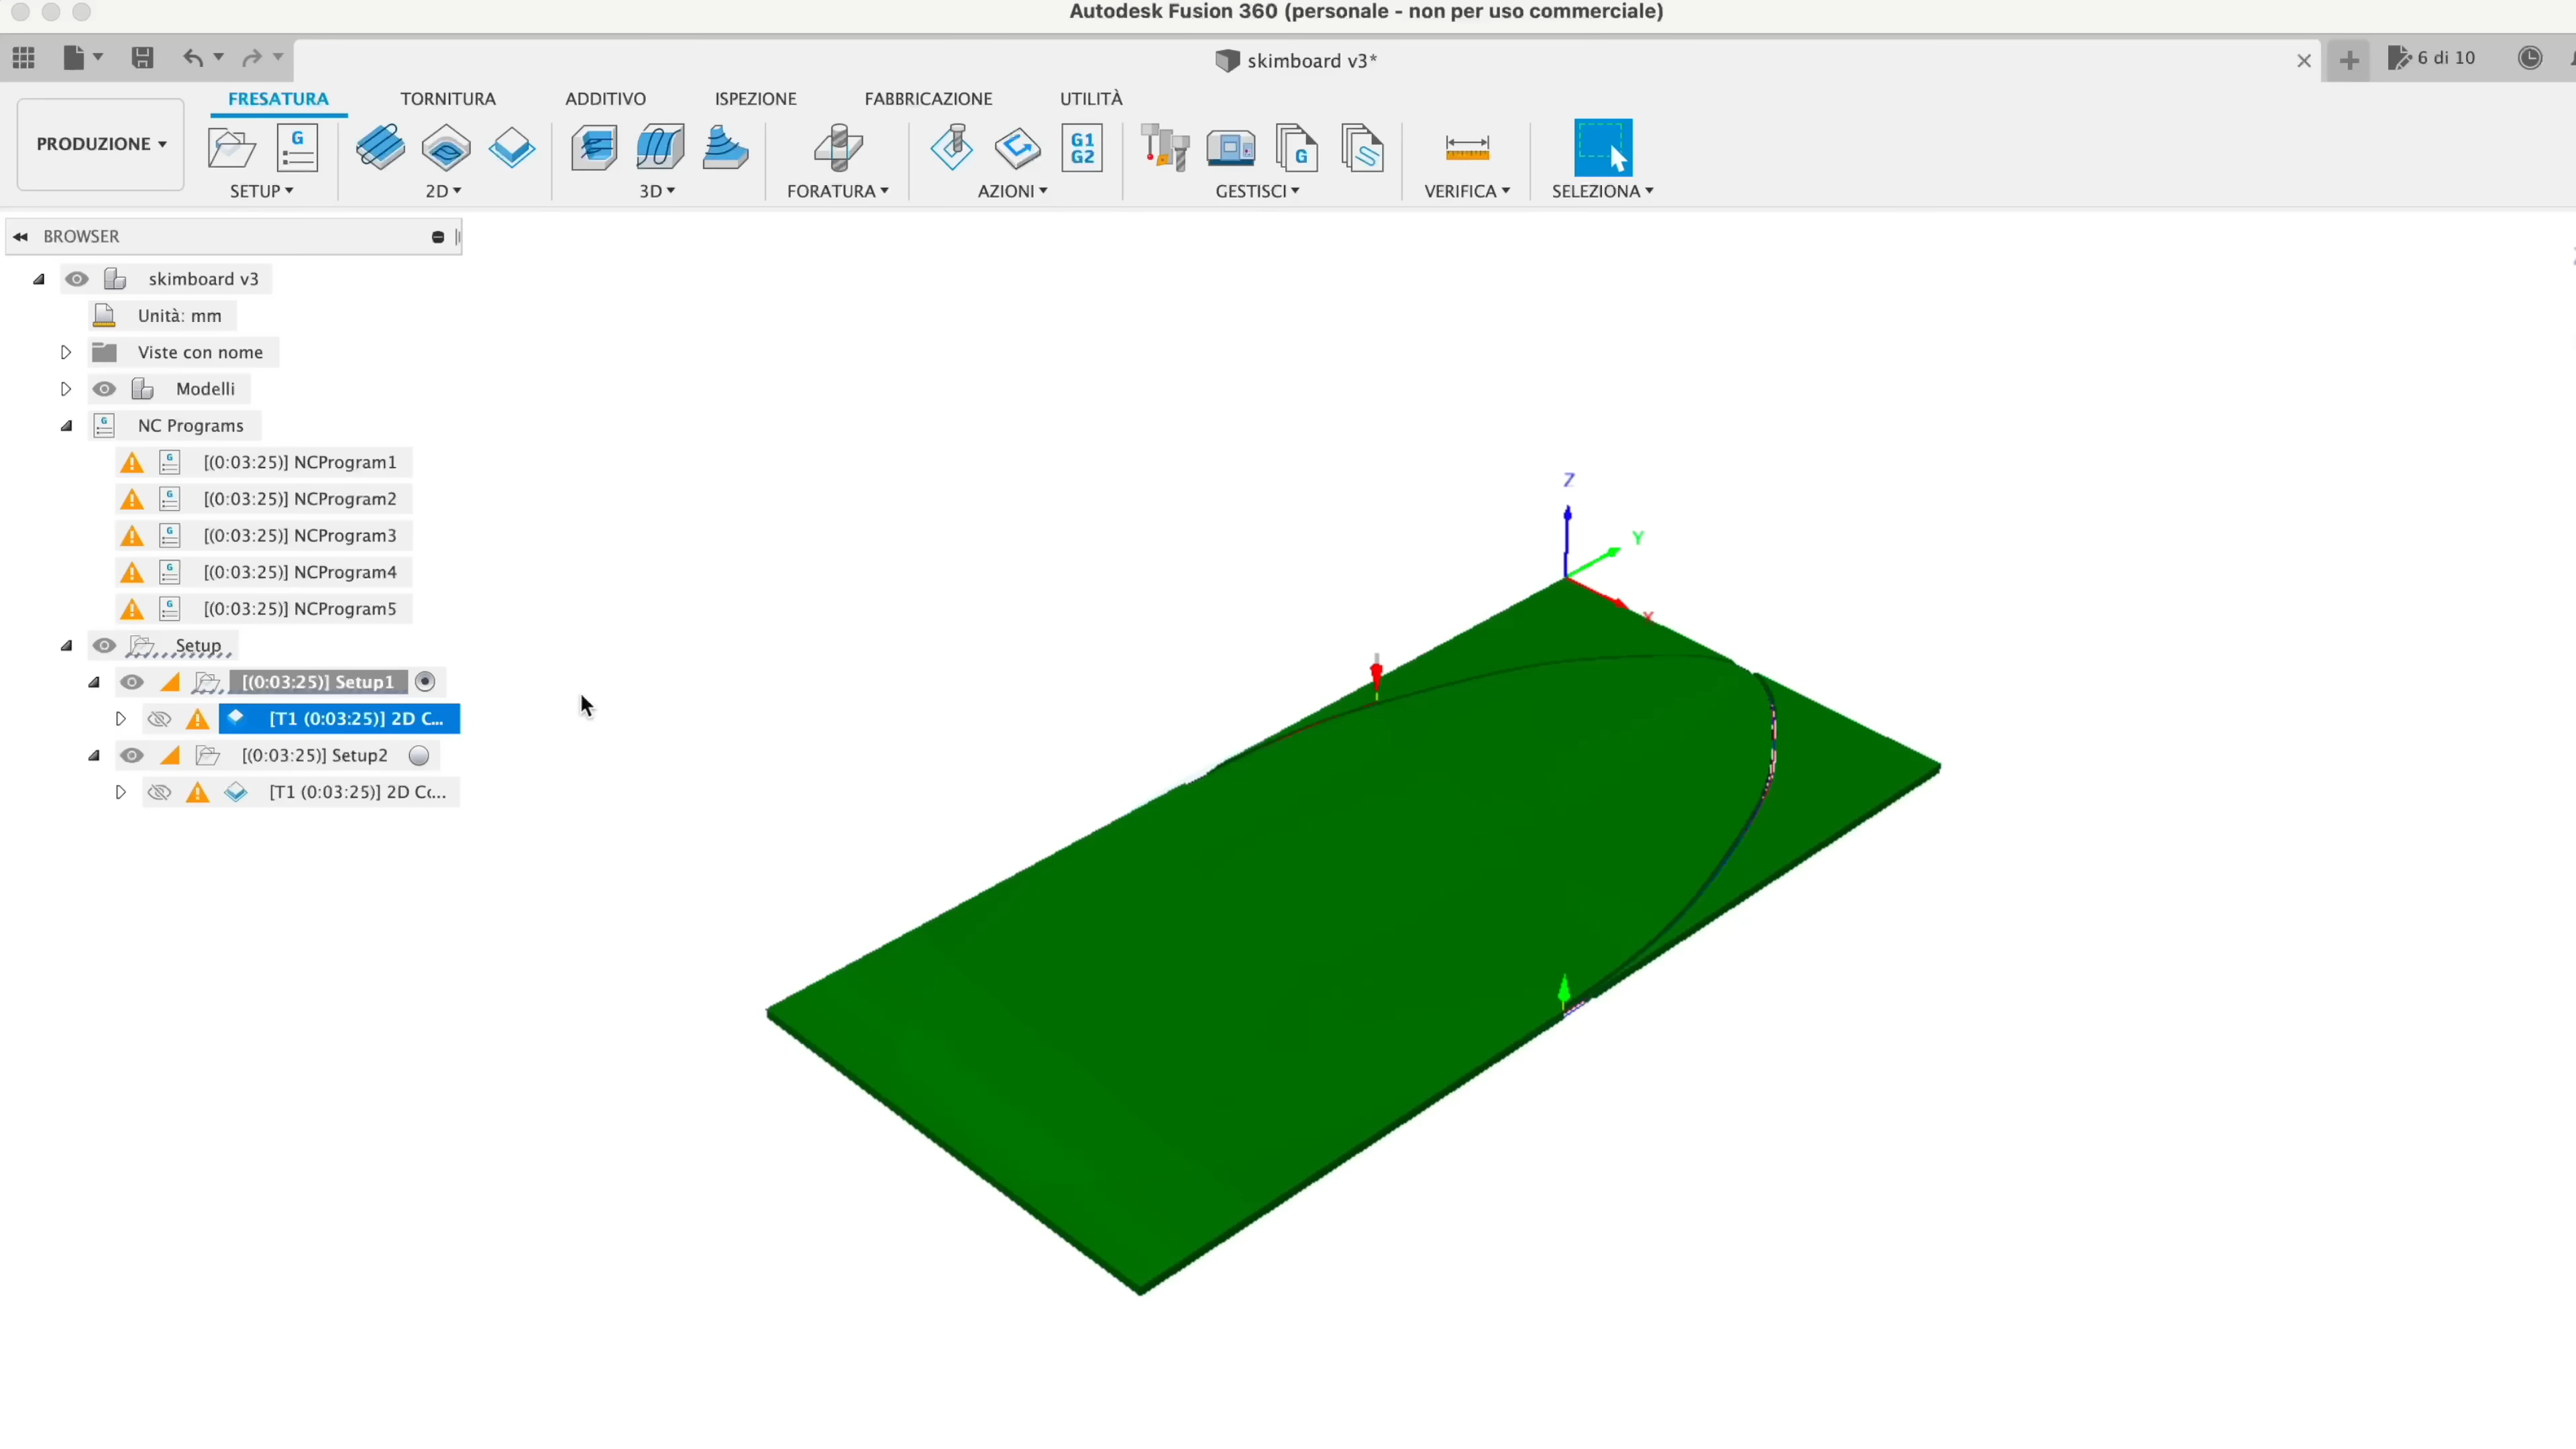 Autodesk Fusion 360 (personale - non per uso commerciale)
skimboard v3*
6 di 10
PRODUZIONE
FRESATURA
TORNITURA
ADDITIVO
ISPEZIONE
FABBRICAZIONE
UTILITÀ
G
G1
G2
G
SETUP
2D
3D
FORATURA
AZIONI
GESTISCI
VERIFICA
SELEZIONA
BROWSER
skimboard v3
Unità: mm
Viste con nome
Modelli
G NC Programs
G [(0:03:25)] NCProgram1
G [(0:03:25)] NCProgram2
G [(0:03:25)] NCProgram3
G [(0:03:25)] NCProgram4
G [(0:03:25)] NCProgram5
Setup
[(0:03:25)] Setup1
[T1 (0:03:25)] 2D C...
[(0:03:25)] Setup2
[T1 (0:03:25)] 2D Co...
Z
Y
X